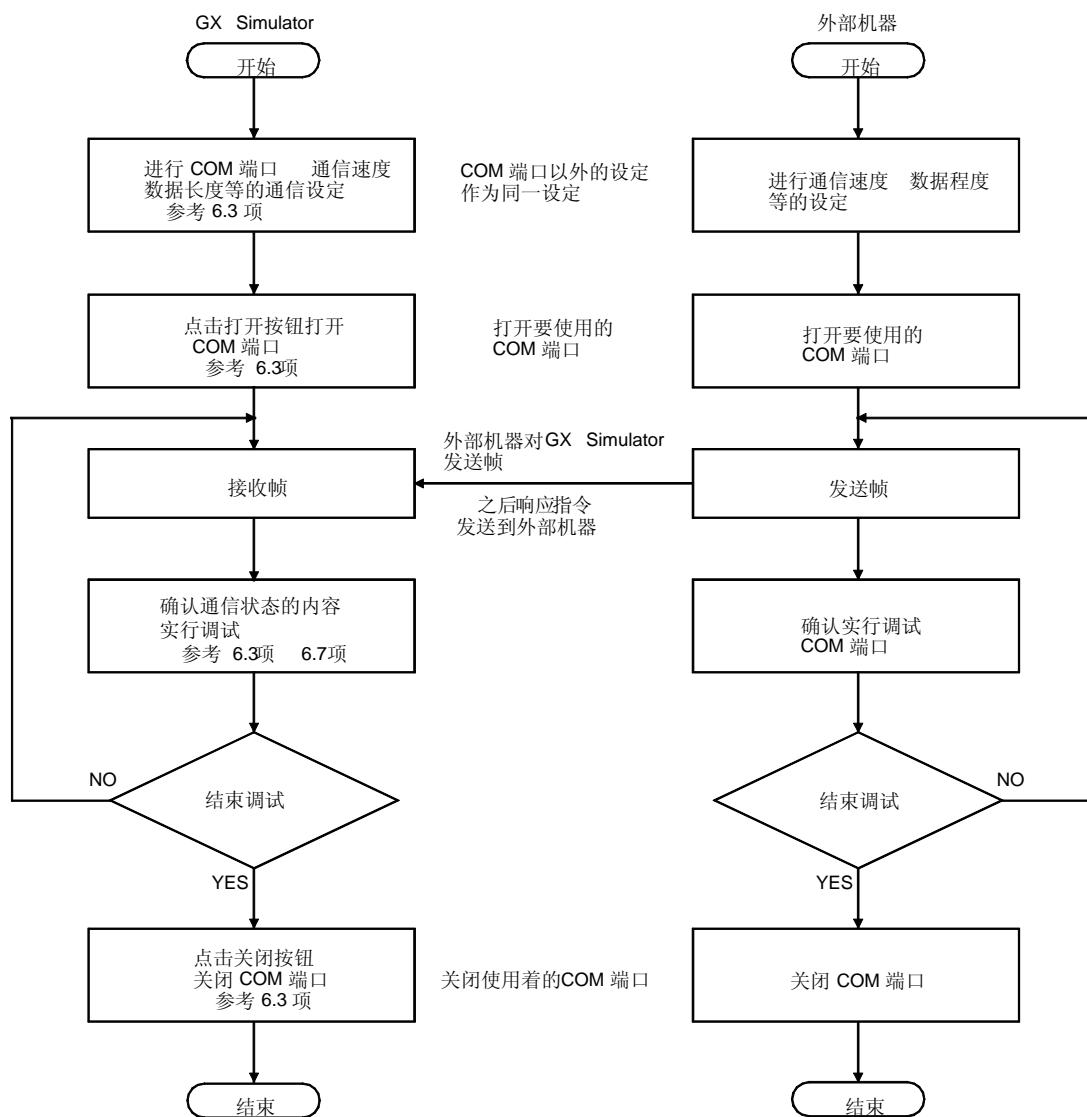 GX Simulator
外部机器
开始
开始
进行 COM 端口 通信速度
数据长度等的通信设定
参考 6.3 项
COM 端口以外的设定
作为同一设定
进行通信速度 数据程度
等的设定
点击打开按钮打开
COM 端口
参考 6.3项
打开要使用的
COM 端口
打开要使用的
COM 端口
接收帧
外部机器对GX Simulator
发送帧
之后响应指令
发送到外部机器
发送帧
确认通信状态的内容
实行调试
参考 6.3项 6.7项
确认实行调试
COM 端口
NO
结束调试
结束调试
NO
YES
YES
点击关闭按钮
关闭 COM 端口
参考 6.3 项
关闭使用着的COM 端口
关闭 COM 端口
结束
结束